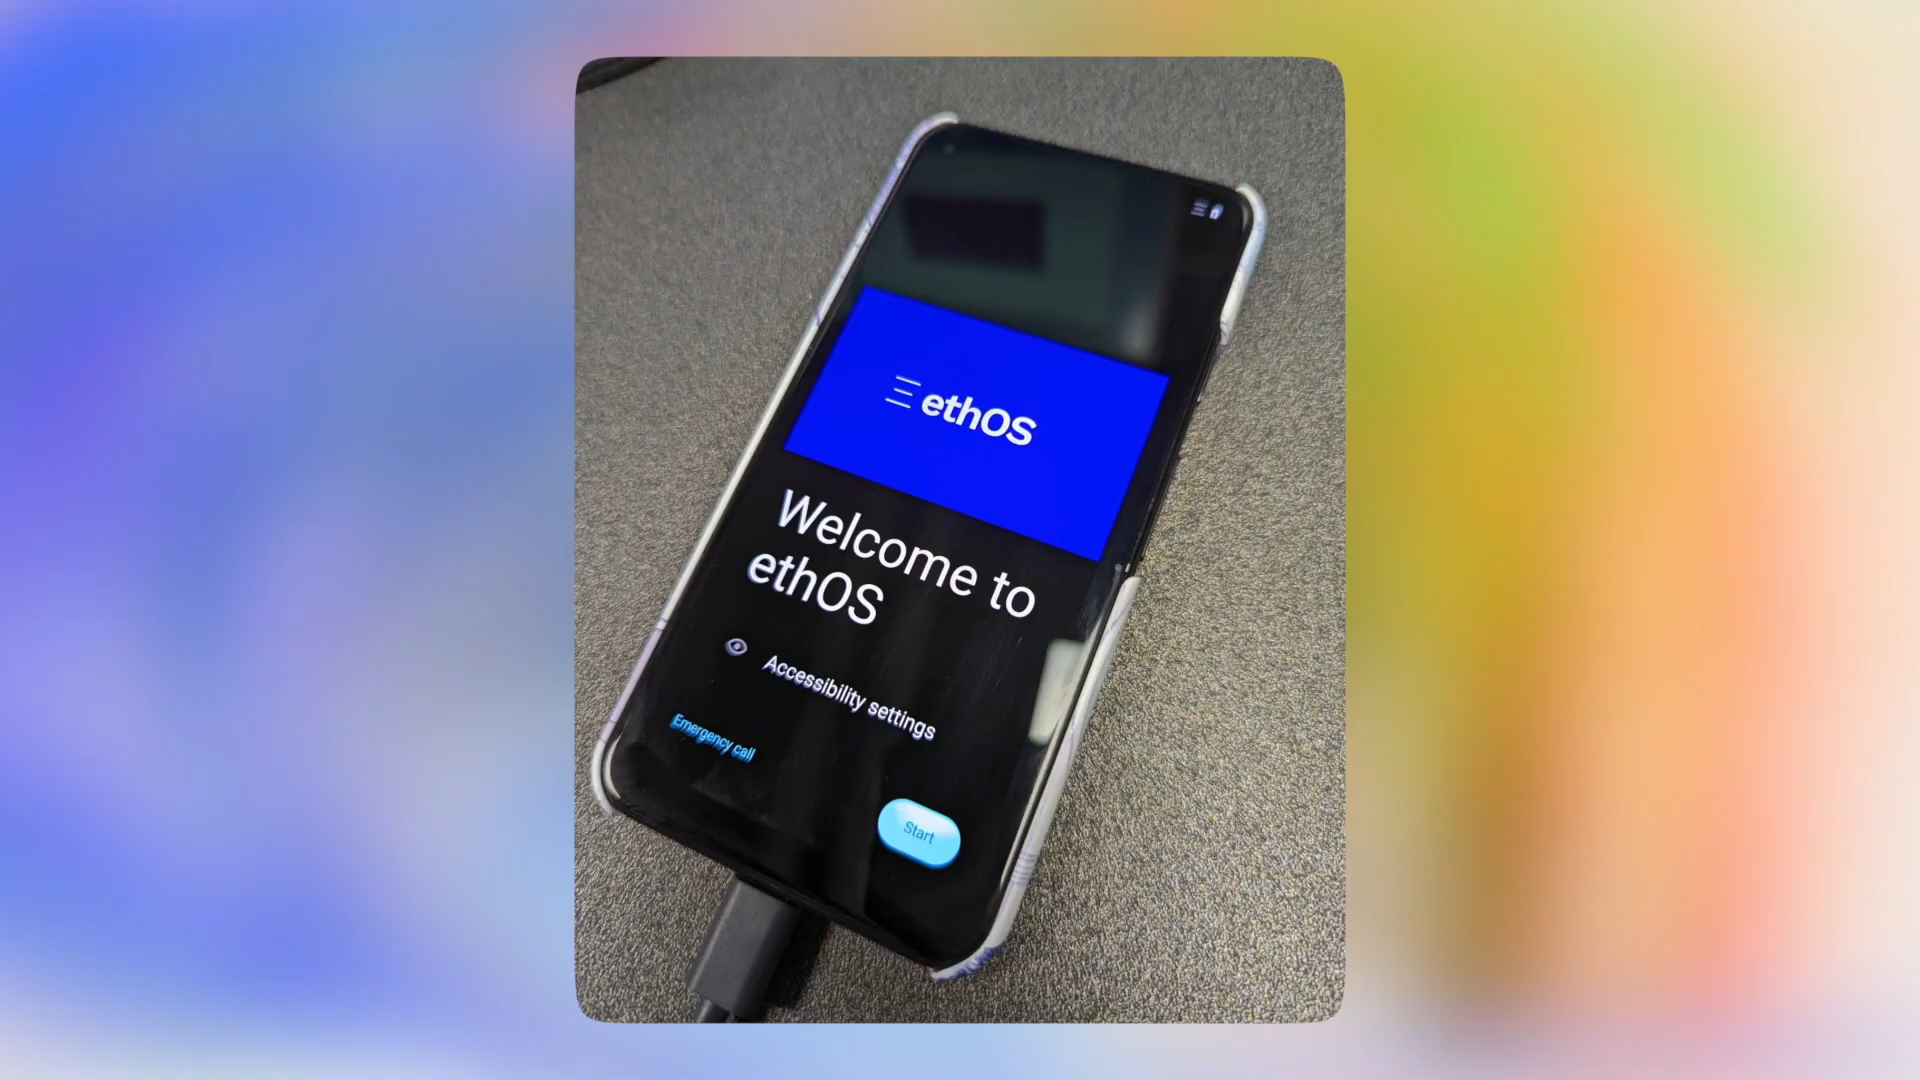 ethOS
Welcome to
ethOS
Accessibility settings
Emergency call
Start